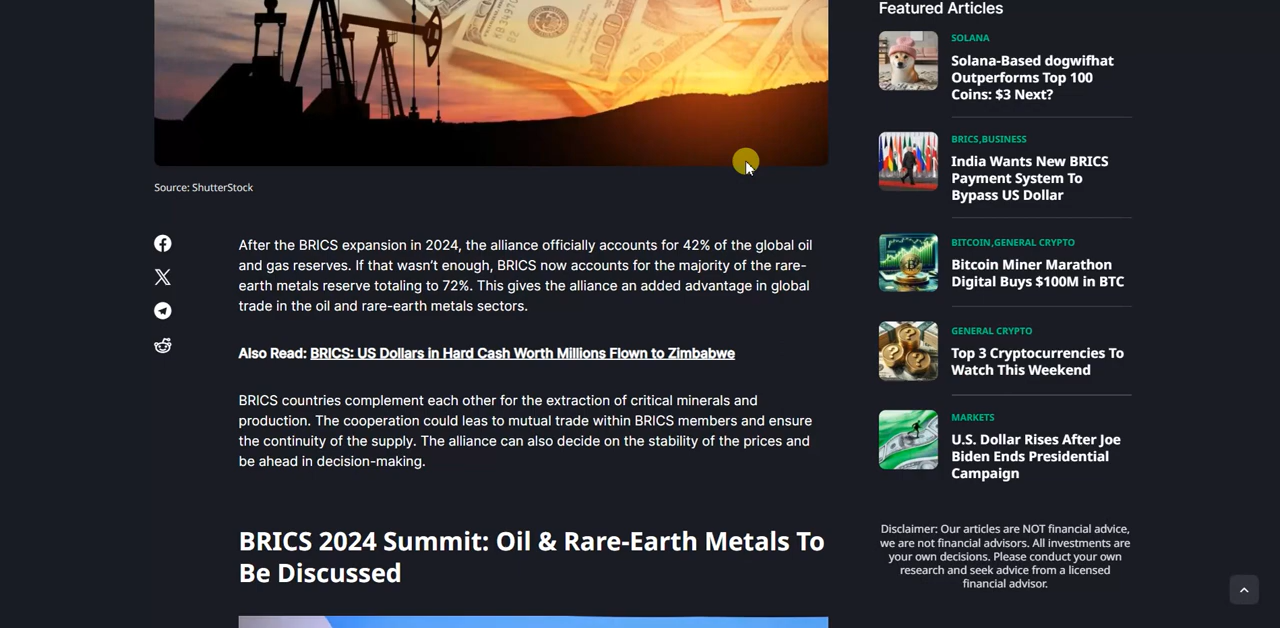 Source: ShutterStock
After the BRICS expansion in 2024, the alliance officially accounts for 42% of the global oil
and gas reserves. If that wasn’t enough, BRICS now accounts for the majority of the rare-
earth metals reserve totaling to 72%. This gives the alliance an added advantage in global
trade in the oil and rare-earth metals sectors.
Also Read: BRICS: US Dollars in Hard Cash Worth Millions Flown to Zimbabwe
BRICS countries complement each other for the extraction of critical minerals and
production. The cooperation could leas to mutual trade within BRICS members and ensure
the continuity of the supply. The alliance can also decide on the stability of the prices and
be ahead in decision-making.
BRICS 2024 Summit: Oil & Rare-Earth Metals To
Be Discussed
Featured Articles
SOLANA
Solana-Based dogwifhat
Outperforms Top 100
Coins: $3 Next?
BRICS,BUSINESS
India Wants New BRICS
Payment System To
Bypass US Dollar
BITCOIN,GENERAL CRYPTO
Bitcoin Miner Marathon
Digital Buys $100M in BTC
GENERAL CRYPTO
Top 3 Cryptocurrencies To
Watch This Weekend
MARKETS
U.S. Dollar Rises After Joe
Biden Ends Presidential
Campaign
Disclaimer: Our articles are NOT financial advice,
we are not financial advisors. All investments are
your own decisions. Please conduct your own
research and seek advice from a licensed
financial advisor.